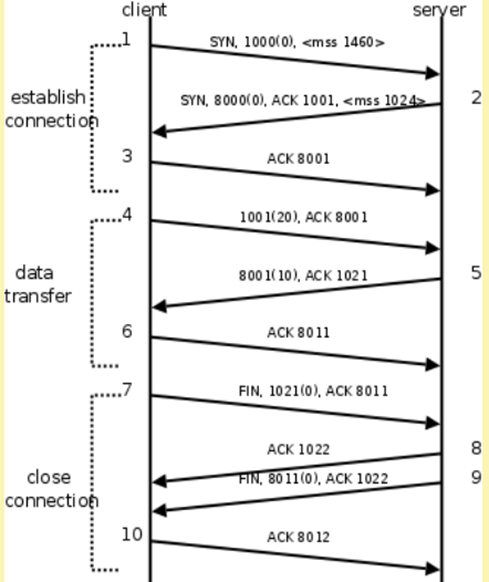 client server
1 SYN, 1000(0), <mss 1460>
SYN, 8000(0), ACK 1001, <mss 1024> 2
establish
connection
3 ACK 8001
4 1001(20), ACK 8001
data
transfer
8001(10), ACK 1021 5
6 ACK 8011
7 FIN, 1021(0), ACK 8011
ACK 1022 8
close
connection
FIN, 8011(0), ACK 1022 9
10 ACK 8012